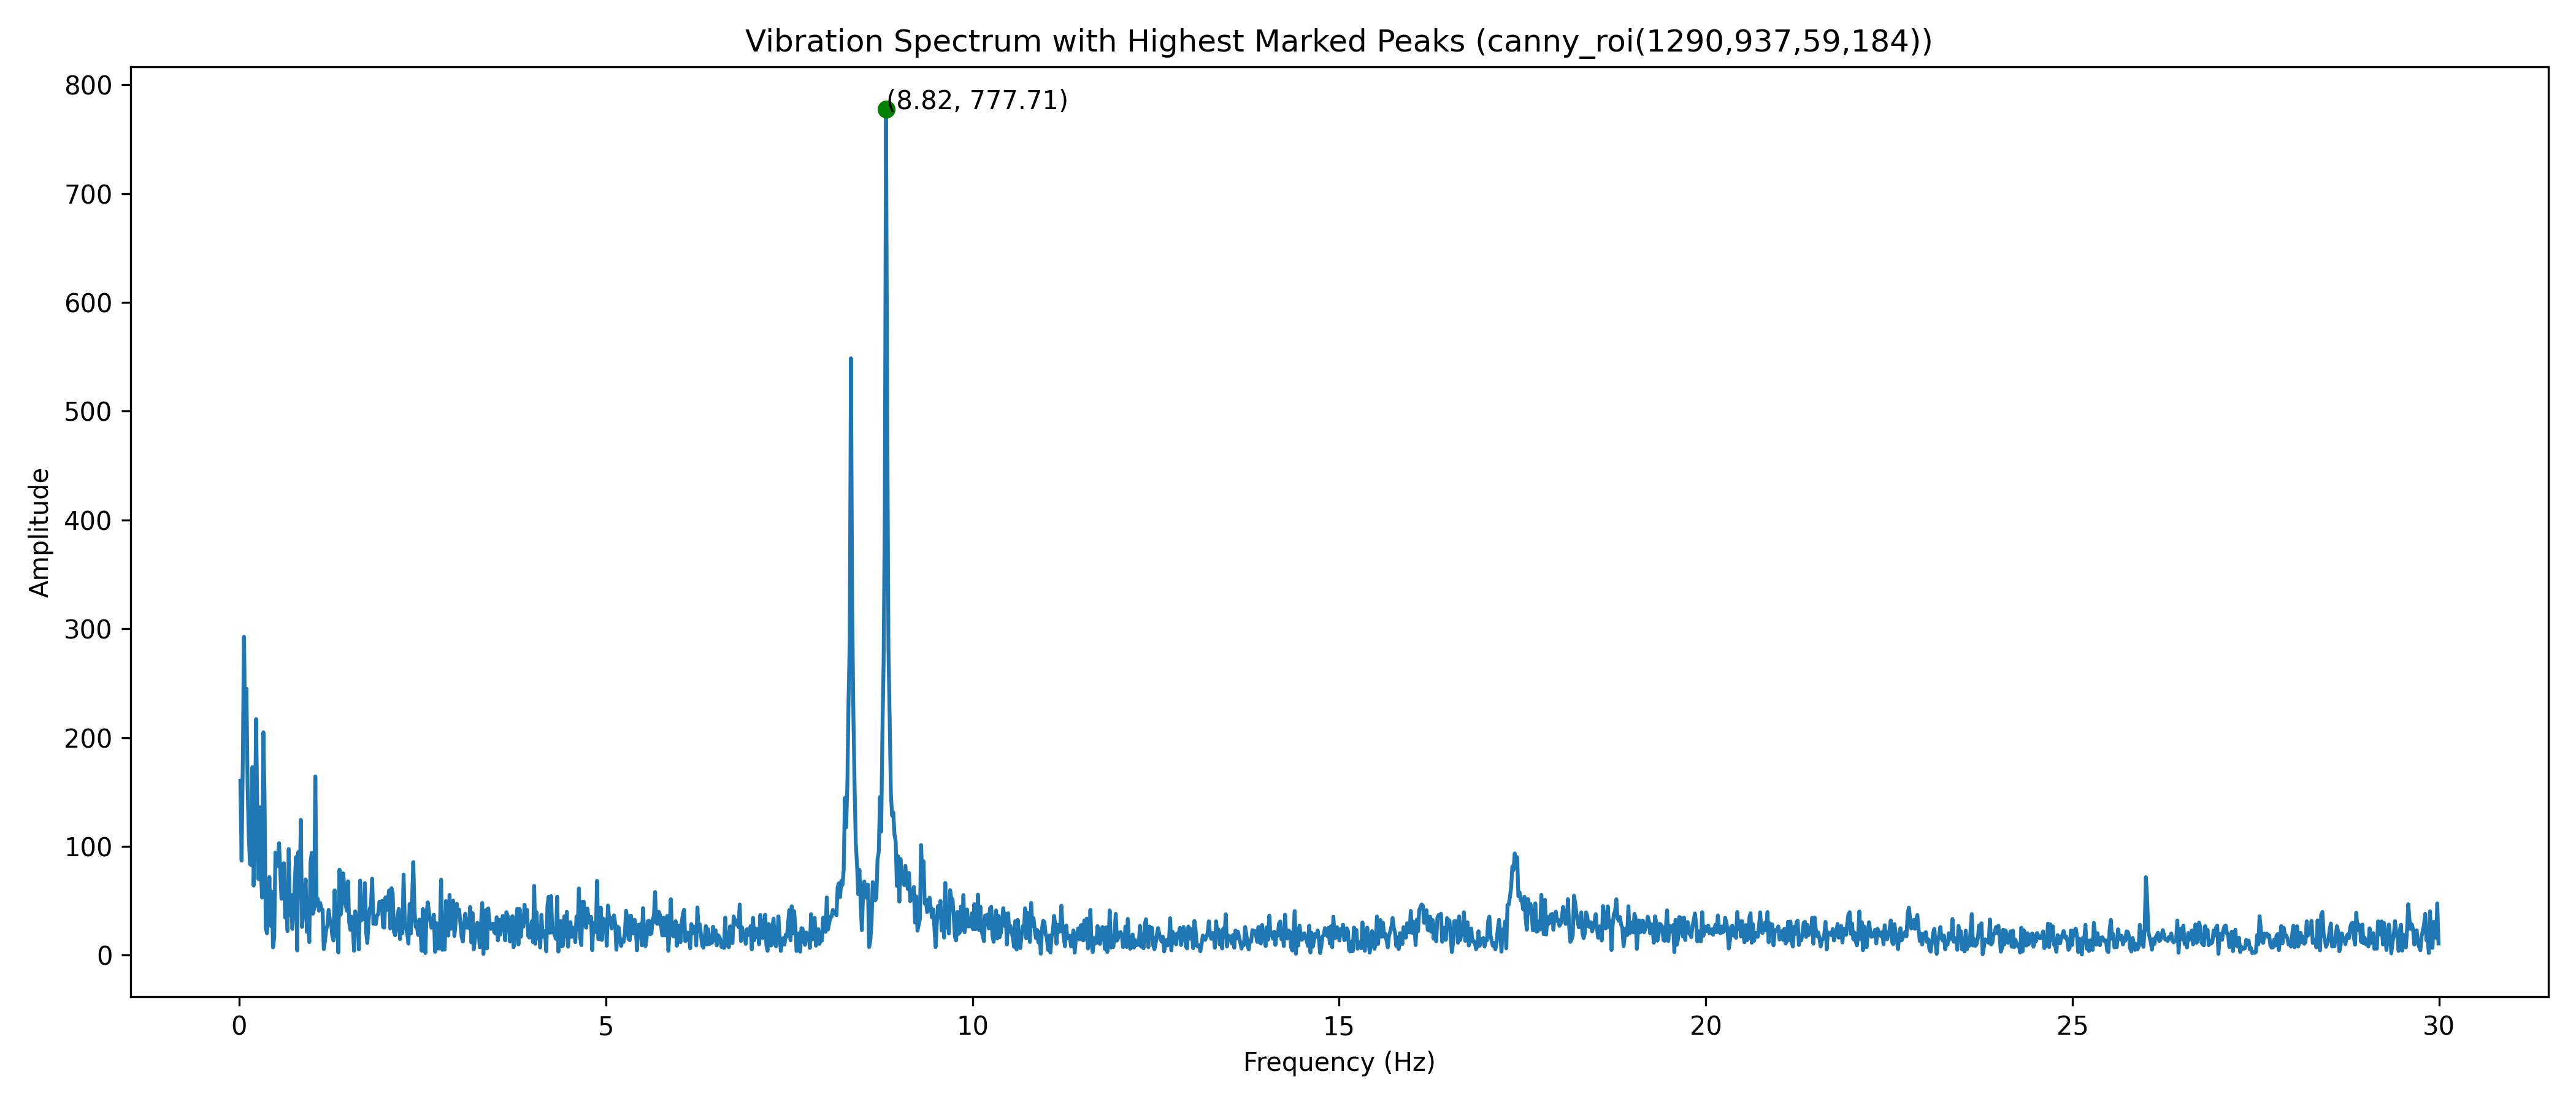 Vibration Spectrum with Highest Marked Peaks (canny_roi(1290,937,59,184))
(8.82, 777.71)
800
700
600
500
400
300
200
100
0
Amplitude
0 5 10 15 20 25 30
Frequency (Hz)